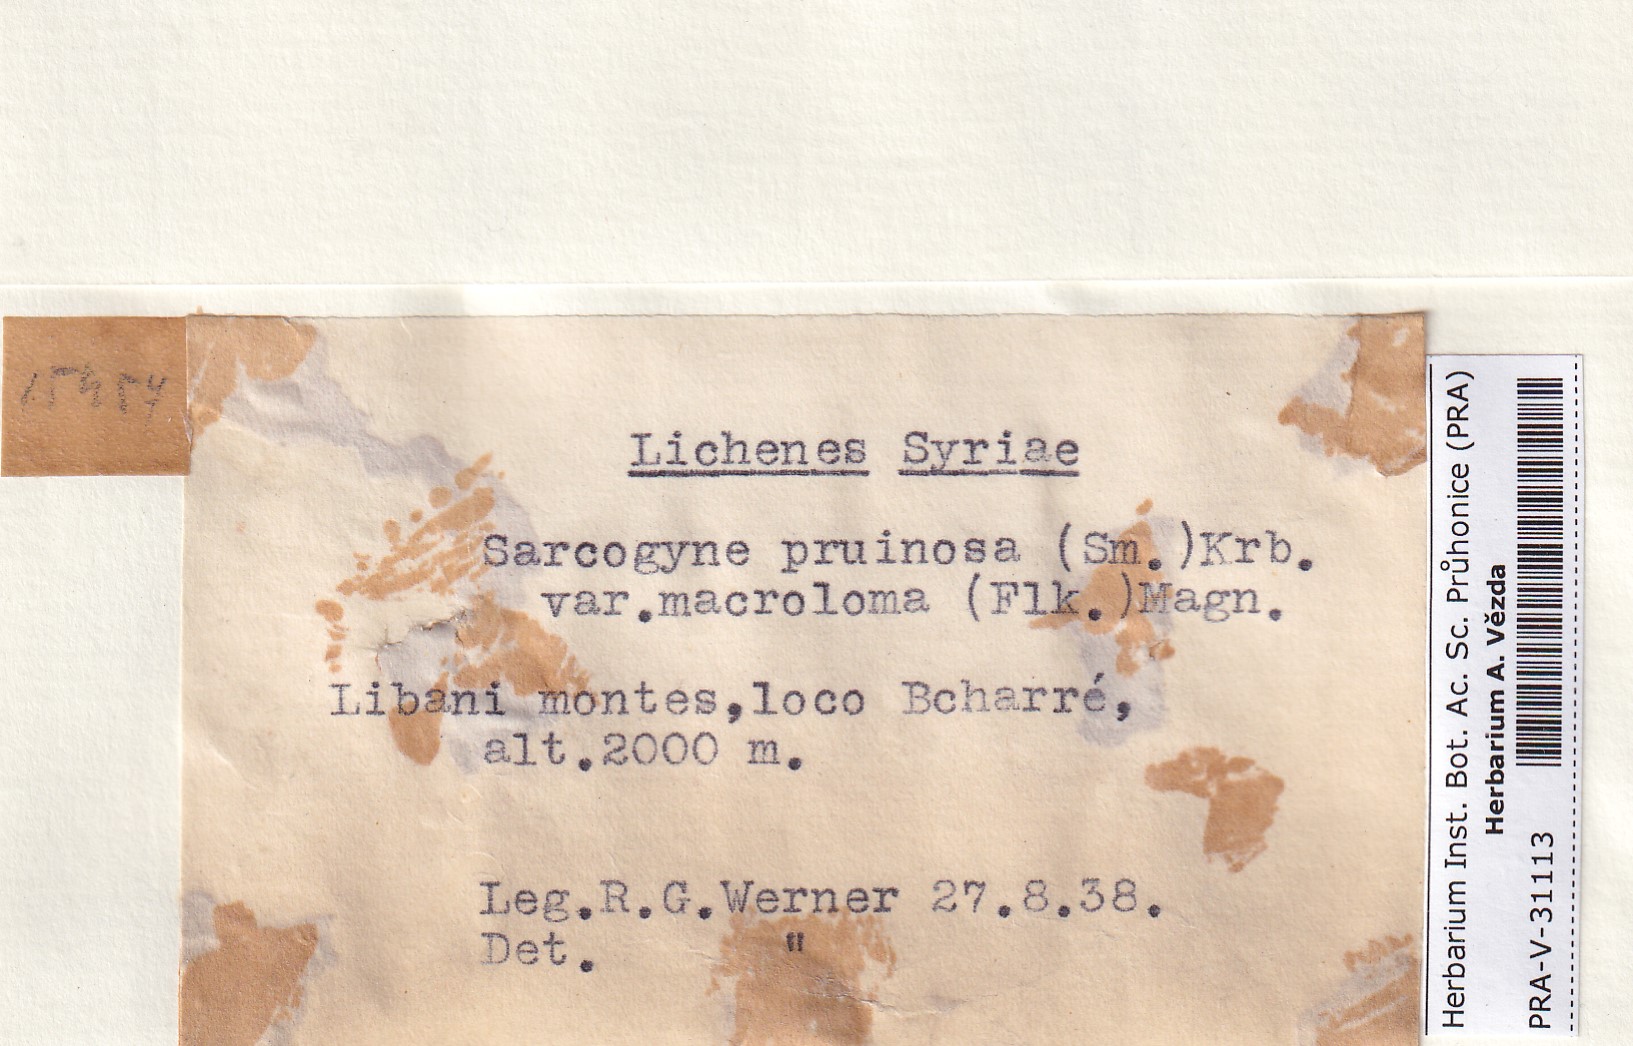 Lichenes Syriae
Sarcogyne pruinosa (Sm.)Krb.
var.macroloma (Flk.)Magn.
Libani montes,loco Bcharré,
alt.2000 m.
Leg.R.G.Werner 27.8.38.
Det. "
Herbarium Inst. Bot. Ac. Sc. Průhonice (PRA)
Herbarium A. Vězda
PRA-V-31113